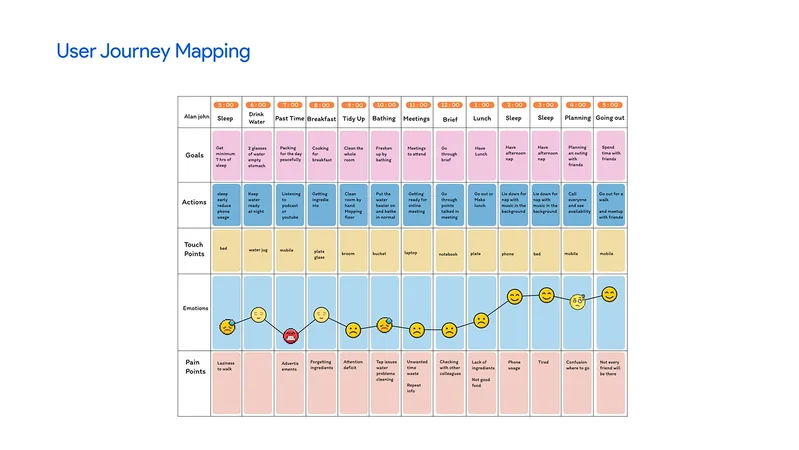 User Journey Mapping
Alan john
5 : 00
6 : 00
7 : 00
8 : 00
9 : 00
10 : 00
11 : 00
12 : 00
1 : 00
2 : 00
3 : 00
4 : 00
5 : 00
Sleep
Drink
Water
Past Time
Breakfast
Tidy Up
Bathing
Meetings
Brief
Lunch
Sleep
Sleep
Planning
Going out
Goals
Get
minimum
7 hrs of
sleep
2 glasses
of water
empty
stomach
Packing
for the day
peacefully
Cooking
for
breakfast
Clean the
whole
room
Freshen
up by
bathing
Meetings
to attend
Go
through
brief
Have
Lunch
Have
afternoon
nap
Have
afternoon
nap
Planning
an outing
with
friends
Spend
time with
friends
Actions
sleep
early
reduce
phone
usage
Keep
water
ready
at night
Listening
to
podcast
or
youtube
Getting
ingredie
nts
Clean
room by
hand
Mopping
floor
Put the
water
heater on
and bathe
in normal
Getting
ready for
online
meeting
Go
through
points
talked in
meeting
Go out or
Make
lunch
Lie down for
nap with
music in the
background
Lie down for
nap with
music in the
background
Call
everyone
and see
availability
Go out for a
walk
and meetup
with friends
Touch
Points
bed
water jug
mobile
plate
glass
broom
bucket
laptop
notebook
plate
phone
bed
mobile
mobile
Emotions
Pain
Points
Laziness
to walk
Advertis
ements
Forgetting
ingredients
Attention
deficit
Tap issues
water
problems
cleaning
Unwanted
time
waste
Repeat
info
Checking
with other
colleagues
Lack of
ingredients
Not good
food
Phone
usage
Tired
Confusion
where to go
Not every
friend will
be there